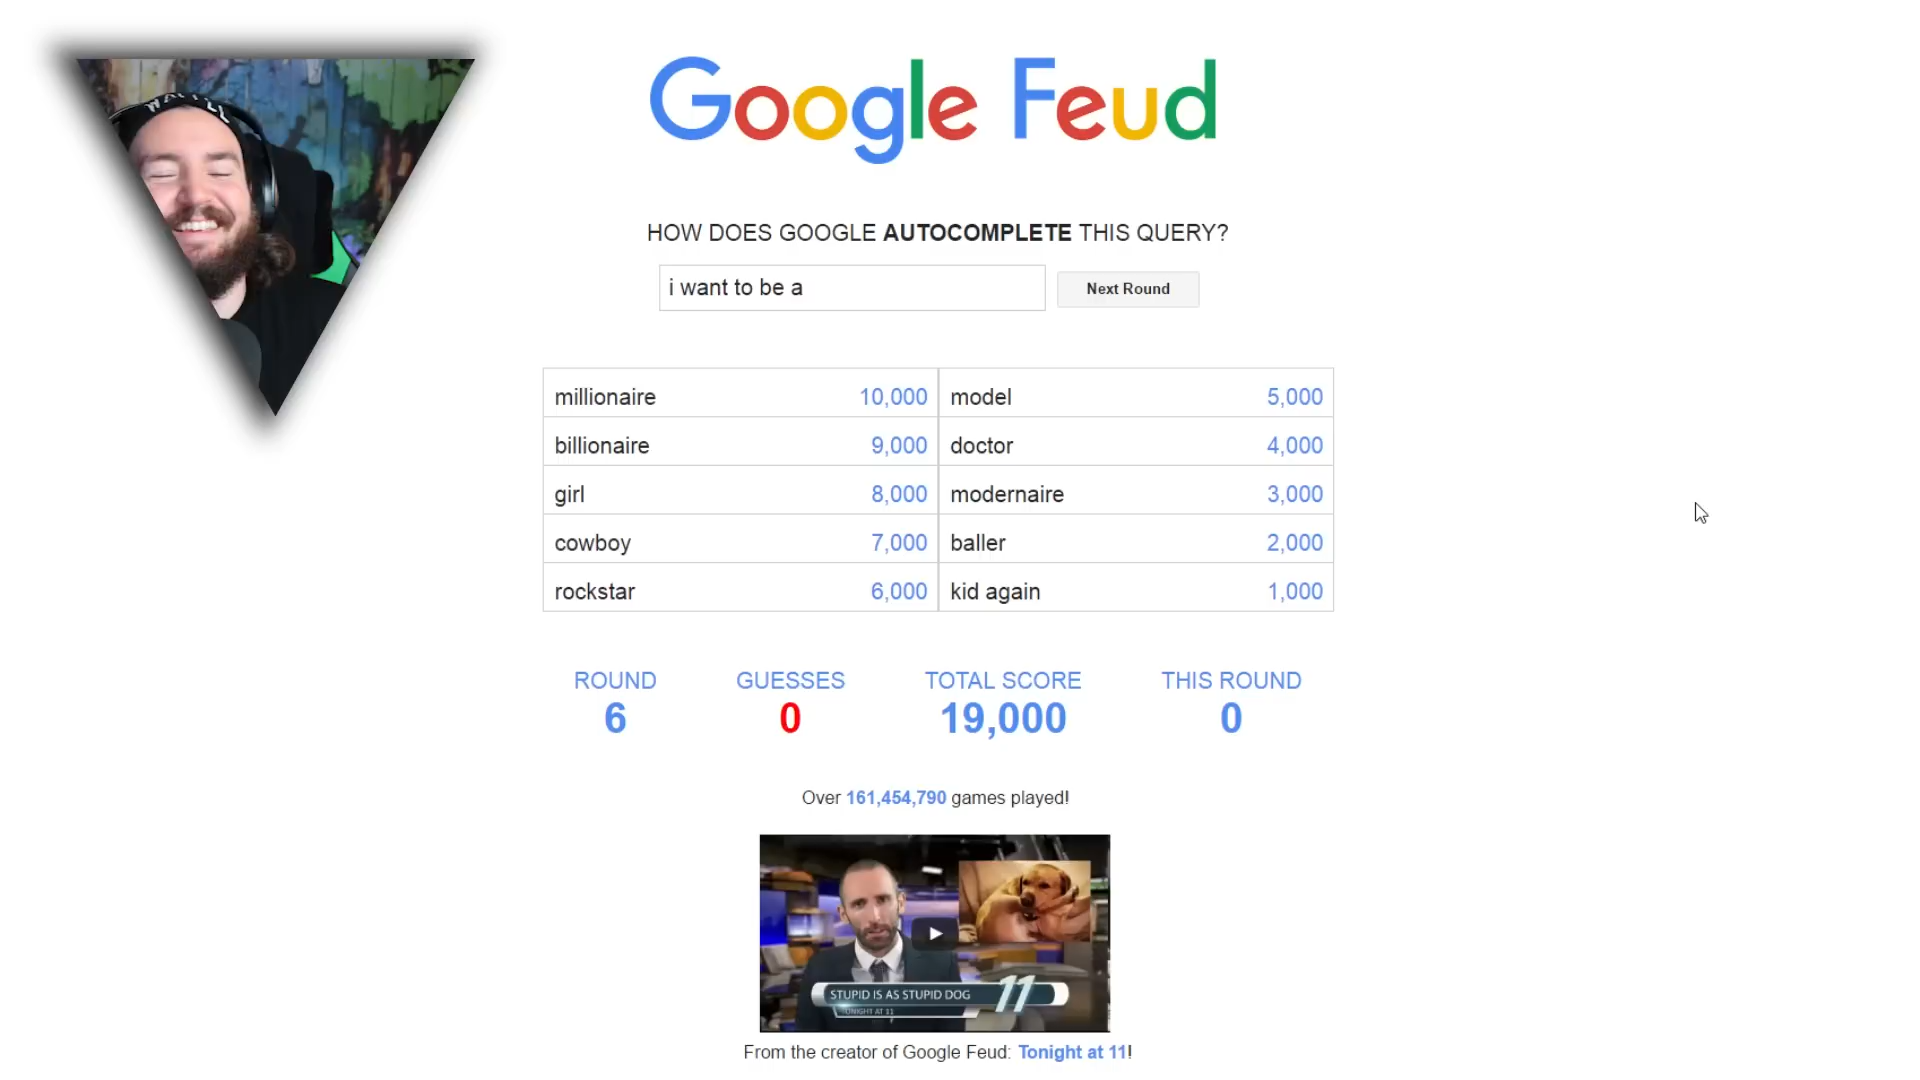 Google Feud
HOW DOES GOOGLE AUTOCOMPLETE THIS QUERY?
i want to be a
Next Round
millionaire 10,000 model 5,000
billionaire 9,000 doctor 4,000
girl 8,000 modernaire 3,000
cowboy 7,000 baller 2,000
rockstar 6,000 kid again 1,000
ROUND GUESSES TOTAL SCORE THIS ROUND
6 0 19,000 0
Over 161,454,790 games played!
STUPID IS AS STUPID DOG 11
TONIGHT AT 11
From the creator of Google Feud: Tonight at 11!